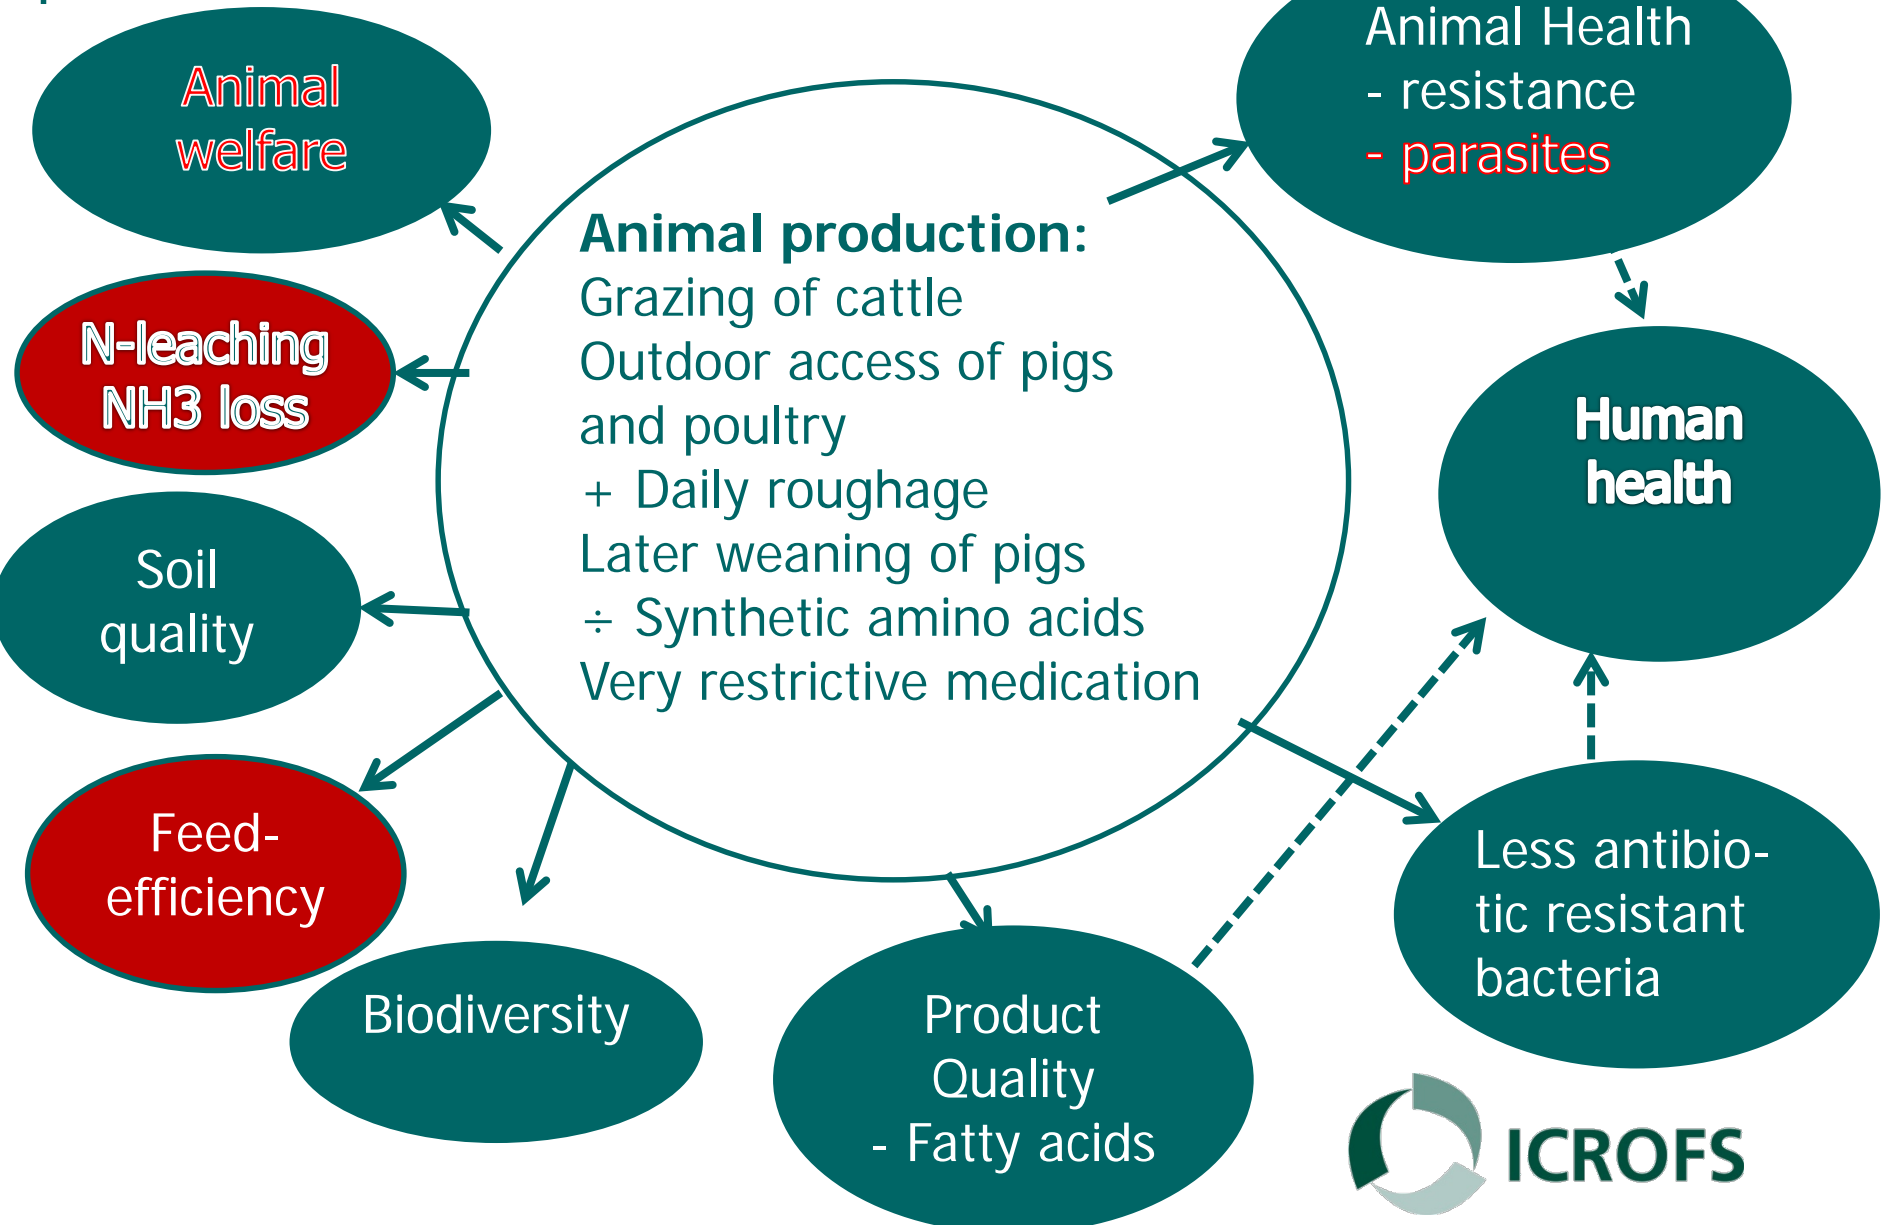 Animal
welfare
N-leaching
NH3 loss
Soil
quality
Feed-
efficiency
Biodiversity
Animal production:
Grazing of cattle
Outdoor access of pigs
and poultry
+ Daily roughage
Later weaning of pigs
÷ Synthetic amino acids
Very restrictive medication
Product
Quality
- Fatty acids
Animal Health
- resistance
- parasites
Human
health
Less antibio-
tic resistant
bacteria
ICROFS